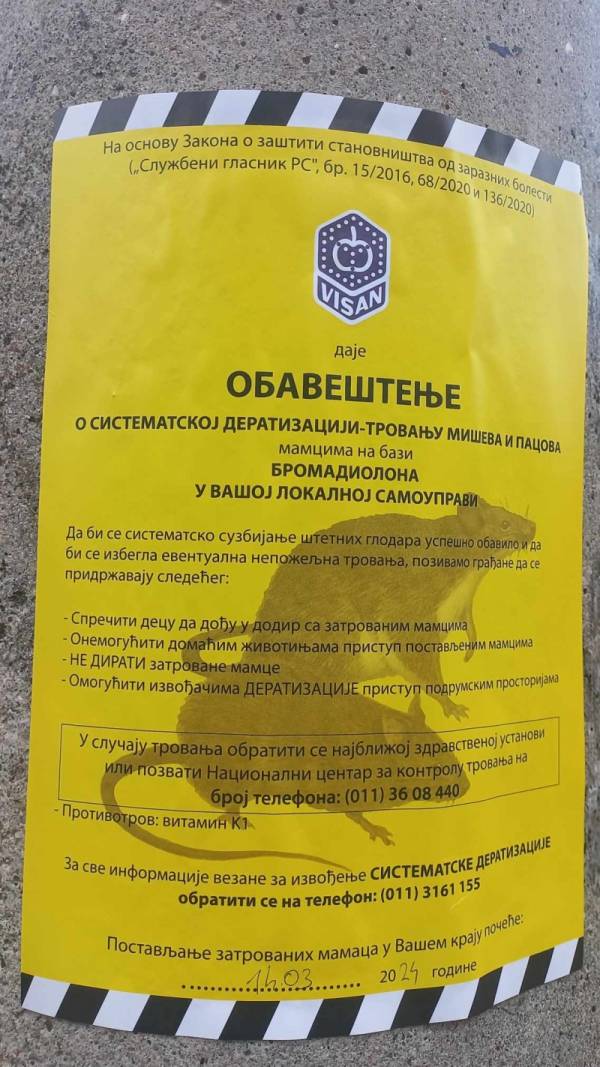 На основу Закона о заштити становништва од заразних болести
(„Службени гласник РС", бр. 15/2016, 68/2020 и 136/2020)
VISAN
даје
ОБАВЕШТЕЊЕ
О СИСТЕМАТСКОЈ ДЕРАТИЗАЦИЈИ-ТРОВАЊУ МИШЕВА И ПАЦОВА
мамцима на бази
БРОМАДИОЛОНА
У ВАШОЈ ЛОКАЛНОЈ САМОУПРАВИ
Да би се систематско сузбијање штетних глодара успешно обавило и да
би се избегла евентуална непожељна тровања, позивамо грађане да се
придржавају следећег:
- Спречити децу да дођу у додир са затрованим мамцима
- Онемогућити домаћим животињама приступ постављеним мамцима
- НЕ ДИРАТИ затроване мамце
- Омогућити извођачима ДЕРАТИЗАЦИЈЕ приступ подрумским просторијама
У случају тровања обратити се најближој здравственој установи
или позвати Национални центар за контролу тровања на
број телефона: (011) 36 08 440
- Противотров: витамин К1
За све информације везане за извођење СИСТЕМАТСКЕ ДЕРАТИЗАЦИЈЕ
обратити се на телефон: (011) 3161 155
Постављање затрованих мамаца у Вашем крају почеће:
2024 године